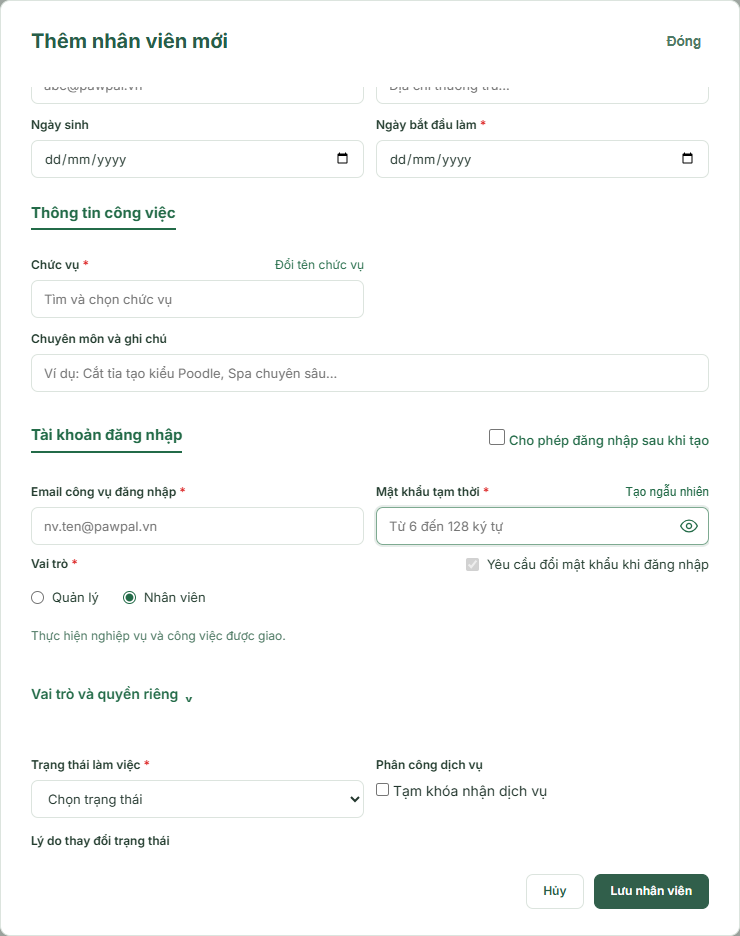 Thêm nhân viên mới
Đóng
abc@pawpal.vn
Địa chỉ thường trú...
Ngày sinh
Ngày bắt đầu làm *
dd/mm/yyyy
dd/mm/yyyy
Thông tin công việc
Chức vụ *
Đổi tên chức vụ
Tìm và chọn chức vụ
Chuyên môn và ghi chú
Ví dụ: Cắt tỉa tạo kiểu Poodle, Spa chuyên sâu...
Tài khoản đăng nhập
Cho phép đăng nhập sau khi tạo
Email công vụ đăng nhập *
Mật khẩu tạm thời *
Tạo ngẫu nhiên
nv.ten@pawpal.vn
Từ 6 đến 128 ký tự
Vai trò *
Yêu cầu đổi mật khẩu khi đăng nhập
Quản lý
Nhân viên
Thực hiện nghiệp vụ và công việc được giao.
Vai trò và quyền riêng v
Trạng thái làm việc *
Phân công dịch vụ
Chọn trạng thái
Tạm khóa nhận dịch vụ
Lý do thay đổi trạng thái
Hủy
Lưu nhân viên